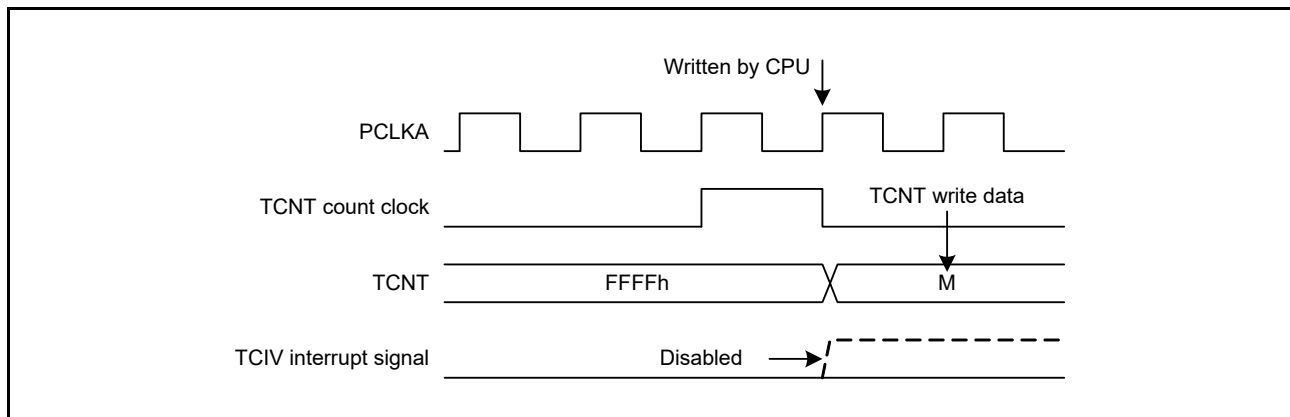 Written by CPU
PCLKA
TCNT count clock
TCNT write data
TCNT
FFFFh
M
TCIV interrupt signal
Disabled